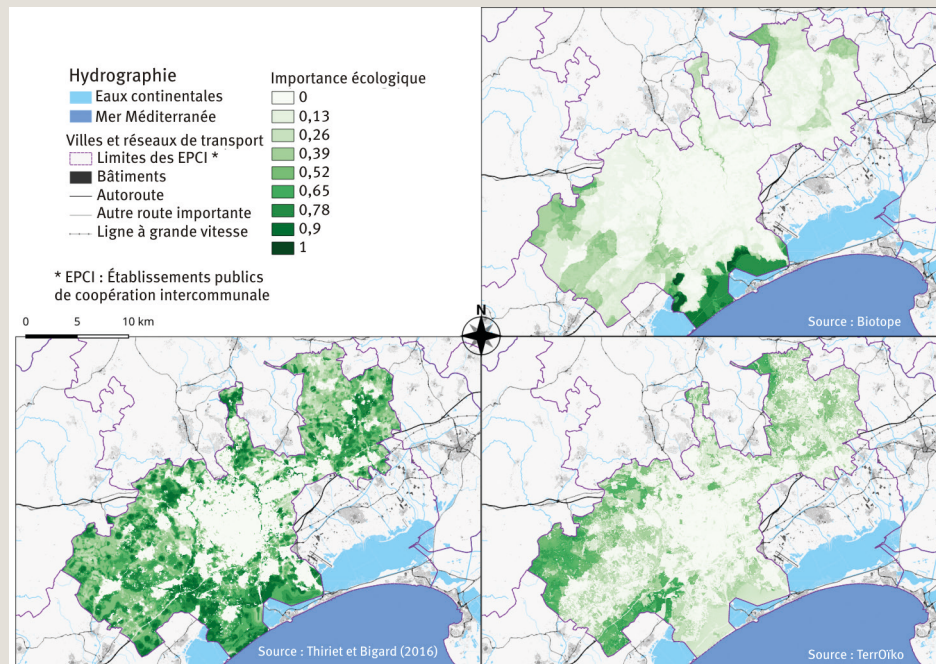 Hydrographie
Eaux continentales
Mer Méditerranée
Villes et réseaux de transport
Limites des EPCI *
Bâtiments
Autoroute
Autre route importante
Ligne à grande vitesse
* EPCI : Établissements publics
de coopération intercommunale
Importance écologique
0
0,13
0,26
0,39
0,52
0,65
0,78
0,9
1
0 5 10 km
N
Source : Biotope
Source : Thiriet et Bigard (2016)
Source : TerrOïko